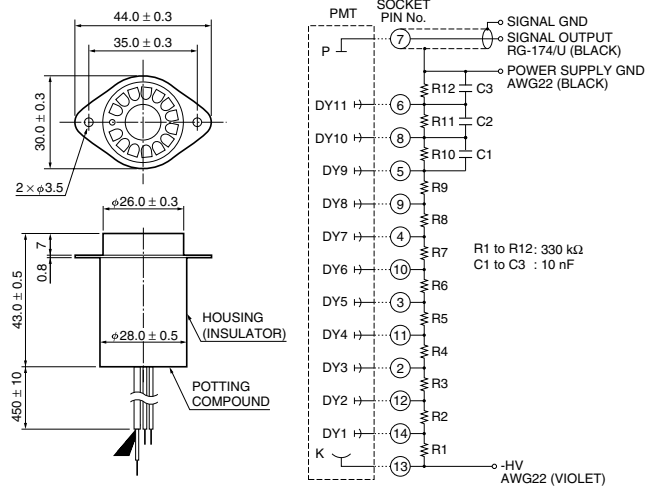 44.0 ± 0.3
35.0 ± 0.3
30.0 ± 0.3
2 × φ3.5
φ26.0 ± 0.3
7
0.8
43.0 ± 0.5
φ28.0 ± 0.5
HOUSING
(INSULATOR)
450 ± 10
POTTING
COMPOUND
PMT
SOCKET
PIN No.
P
7
SIGNAL GND
SIGNAL OUTPUT
RG-174/U (BLACK)
POWER SUPPLY GND
AWG22 (BLACK)
R12 C3
DY11 6
R11 C2
DY10 8
R10 C1
DY9 5
R9
DY8 9
R8
DY7 4
R7
DY6 10
R6
DY5 3
R5
DY4 11
R4
DY3 2
R3
DY2 12
R2
DY1 14
R1
K
13
-HV
AWG22 (VIOLET)
R1 to R12 : 330 kΩ
C1 to C3 : 10 nF